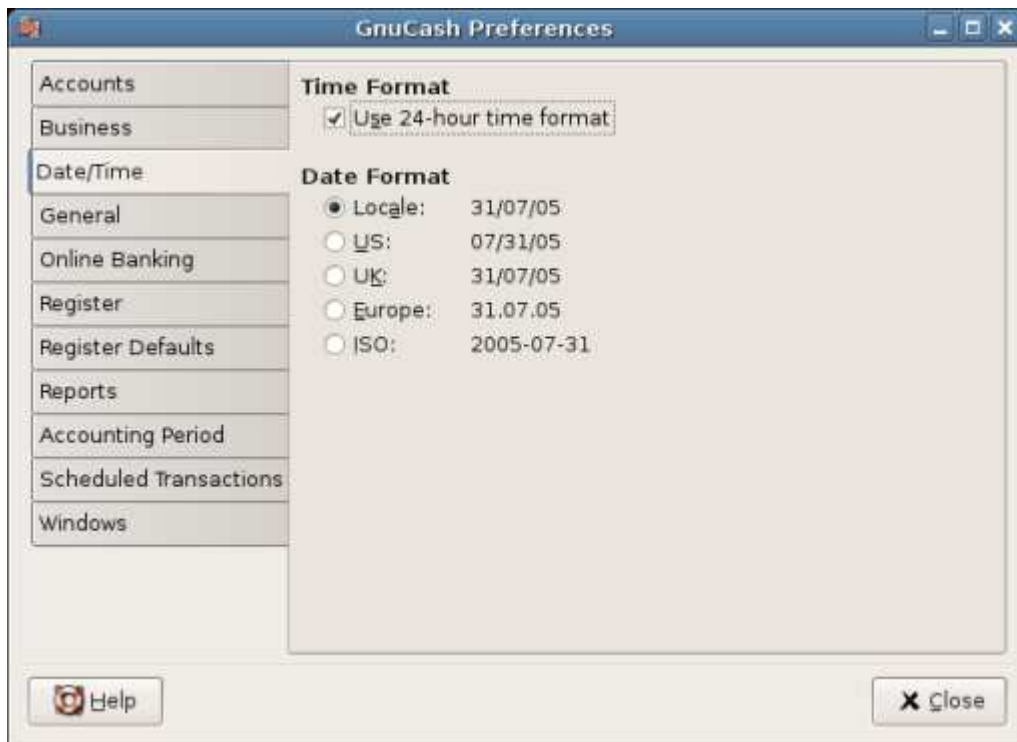 GnuCash Preferences
Accounts
Business
Date/Time
General
Online Banking
Register
Register Defaults
Reports
Accounting Period
Scheduled Transactions
Windows
Time Format
Use 24-hour time format
Date Format
Locale: 31/07/05
US: 07/31/05
UK: 31/07/05
Europe: 31.07.05
ISO: 2005-07-31
Help
Close